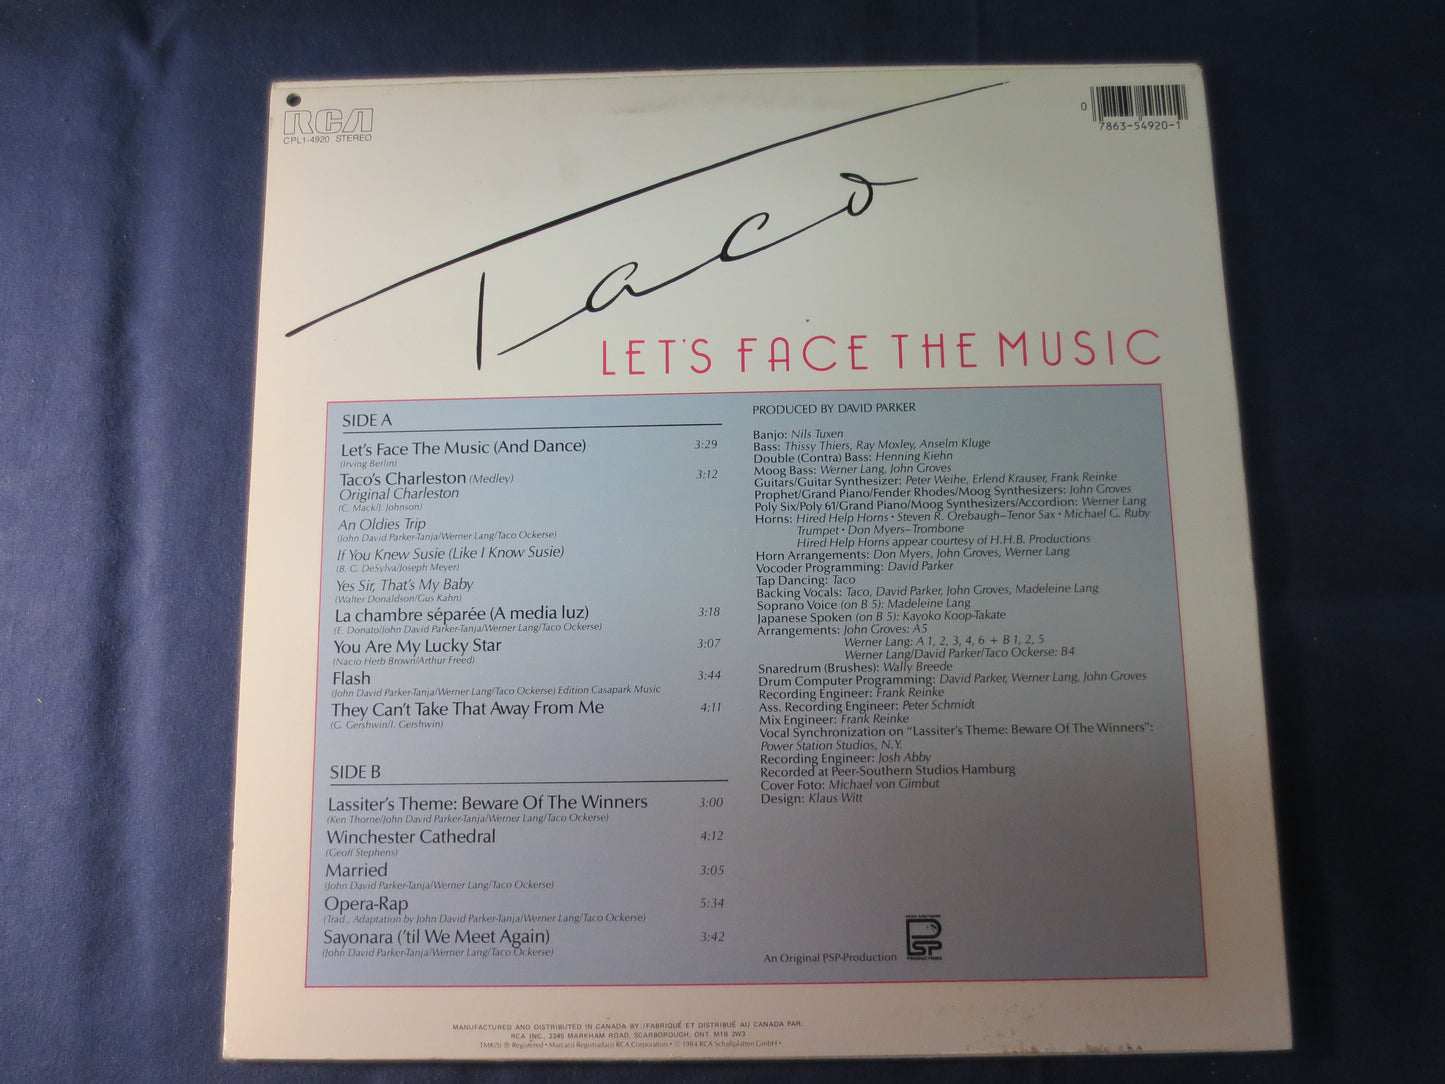 RCA
CPL1-4920 STEREO
0
7863-54920-1
Taco
LET'S FACE THE MUSIC
SIDE A
Let's Face The Music (And Dance) 3:29
(Irving Berlin)
Taco's Charleston (Medley) 3:12
Original Charleston
(C. Mack/J. Johnson)
An Oldies Trip
(John David Parker-Tanja/Werner Lang/Taco Ockerse)
If You Knew Susie (Like I Know Susie)
(B. G. DeSylva/Joseph Meyer)
Yes Sir, That's My Baby
(Walter Donaldson/Gus Kahn)
La chambre séparée (A media luz) 3:18
(E. Donato/John David Parker-Tanja/Werner Lang/Taco Ockerse)
You Are My Lucky Star 3:07
(Nacio Herb Brown/Arthur Freed)
Flash 3:44
(John David Parker-Tanja/Werner Lang/Taco Ockerse) Edition Casapark Music
They Can't Take That Away From Me 4:11
(G. Gershwin/I. Gershwin)
SIDE B
Lassiter's Theme: Beware Of The Winners 3:00
(Ken Thorne/John David Parker-Tanja/Werner Lang/Taco Ockerse)
Winchester Cathedral 4:12
(Geoff Stephens)
Married 3:05
(John David Parker-Tanja/Werner Lang/Taco Ockerse)
Opera-Rap 5:34
(Trad., Adaptation by John David Parker-Tanja/Werner Lang/Taco Ockerse)
Sayonara ('til We Meet Again) 3:42
(John David Parker-Tanja/Werner Lang/Taco Ockerse)
PRODUCED BY DAVID PARKER
Banjo: Nils Tuxen
Bass: Thissy Thiers, Ray Moxley, Anselm Kluge
Double (Contra) Bass: Henning Kiehn
Moog Bass: Werner Lang, John Groves
Guitars/Guitar Synthesizer: Peter Weihe, Erlend Krauser, Frank Reinke
Prophet/Grand Piano/Fender Rhodes/Moog Synthesizers: John Groves
Poly Six/Poly 61/Grand Piano/Moog Synthesizers/Accordion: Werner Lang
Horns: Hired Help Horns • Steven R. Orebaugh–Tenor Sax • Michael G. Ruby
Trumpet • Don Myers–Trombone
Hired Help Horns appear courtesy of H.H.B. Productions
Horn Arrangements: Don Myers, John Groves, Werner Lang
Vocoder Programming: David Parker
Tap Dancing: Taco
Backing Vocals: Taco, David Parker, John Groves, Madeleine Lang
Soprano Voice (on B 5): Madeleine Lang
Japanese Spoken (on B 5): Kayoko Koop-Takate
Arrangements: John Groves: A5
Werner Lang: A 1, 2, 3, 4, 6 + B 1, 2, 5
Werner Lang/David Parker/Taco Ockerse: B4
Snaredrum (Brushes): Wally Breede
Drum Computer Programming: David Parker, Werner Lang, John Groves
Recording Engineer: Frank Reinke
Ass. Recording Engineer: Peter Schmidt
Mix Engineer: Frank Reinke
Vocal Synchronization on "Lassiter's Theme: Beware Of The Winners":
Power Station Studios, N.Y.
Recording Engineer: Josh Abby
Recorded at Peer-Southern Studios Hamburg
Cover Foto: Michael von Gimbut
Design: Klaus Witt
An Original PSP-Production
PEER-SOUTHERN
PSP
PRODUCTIONS
MANUFACTURED AND DISTRIBUTED IN CANADA BY:/FABRIQUÉ ET DISTRIBUÉ AU CANADA PAR:
RCA INC., 2245 MARKHAM ROAD, SCARBOROUGH, ONT. M1B 2W3
TMK(S) ® Registered • Marca(s) Registrada(s) RCA Corporation • © 1984 RCA Schallplatten GmbH •